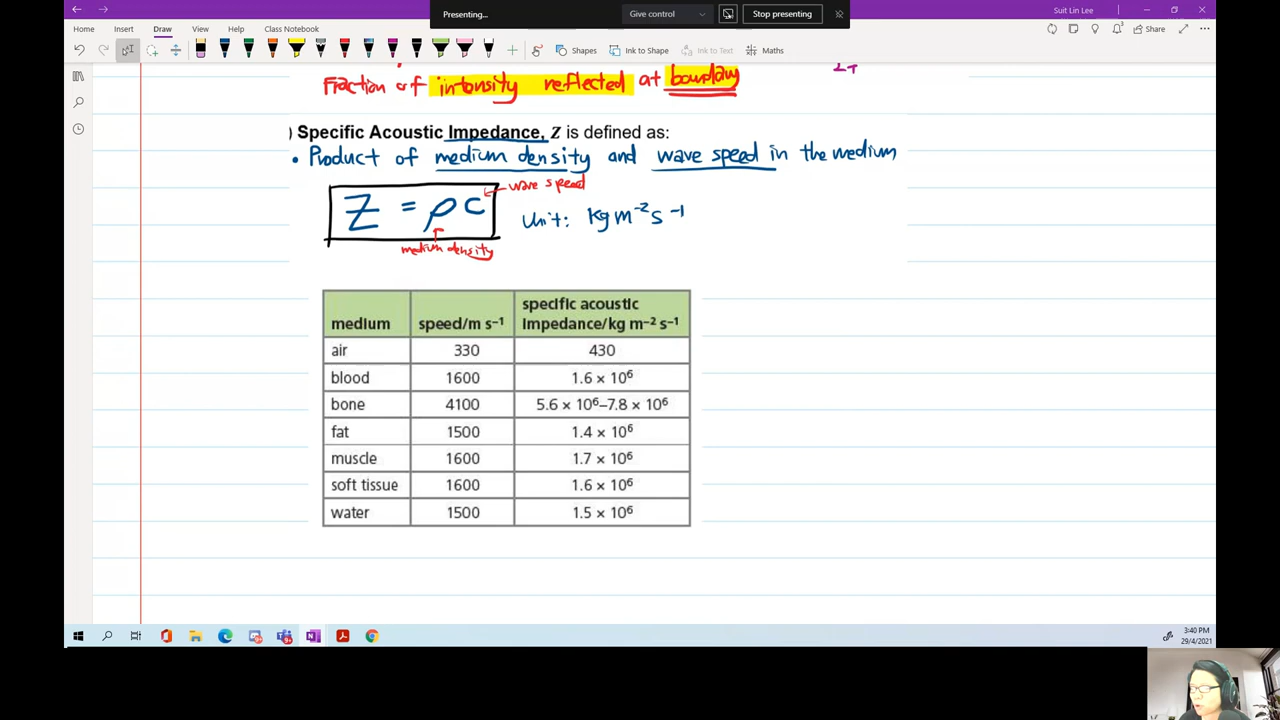 Presenting...
Give control
Stop presenting
Suit Lin Lee
Home Insert Draw View Help Class Notebook
Share
Shapes
Ink to Shape
Ink to Text
Maths
Fraction of intensity reflected at boundary
) Specific Acoustic Impedance, Z is defined as:
• Product of medium density and wave speed in the medium
wave speed
Z = ρc
Unit: kg m⁻² s⁻¹
medium density
medium speed/m s⁻¹ specific acoustic impedance/kg m⁻² s⁻¹
air 330 430
blood 1600 1.6 × 10⁶
bone 4100 5.6 × 10⁶–7.8 × 10⁶
fat 1500 1.4 × 10⁶
muscle 1600 1.7 × 10⁶
soft tissue 1600 1.6 × 10⁶
water 1500 1.5 × 10⁶
3:40 PM
29/4/2021